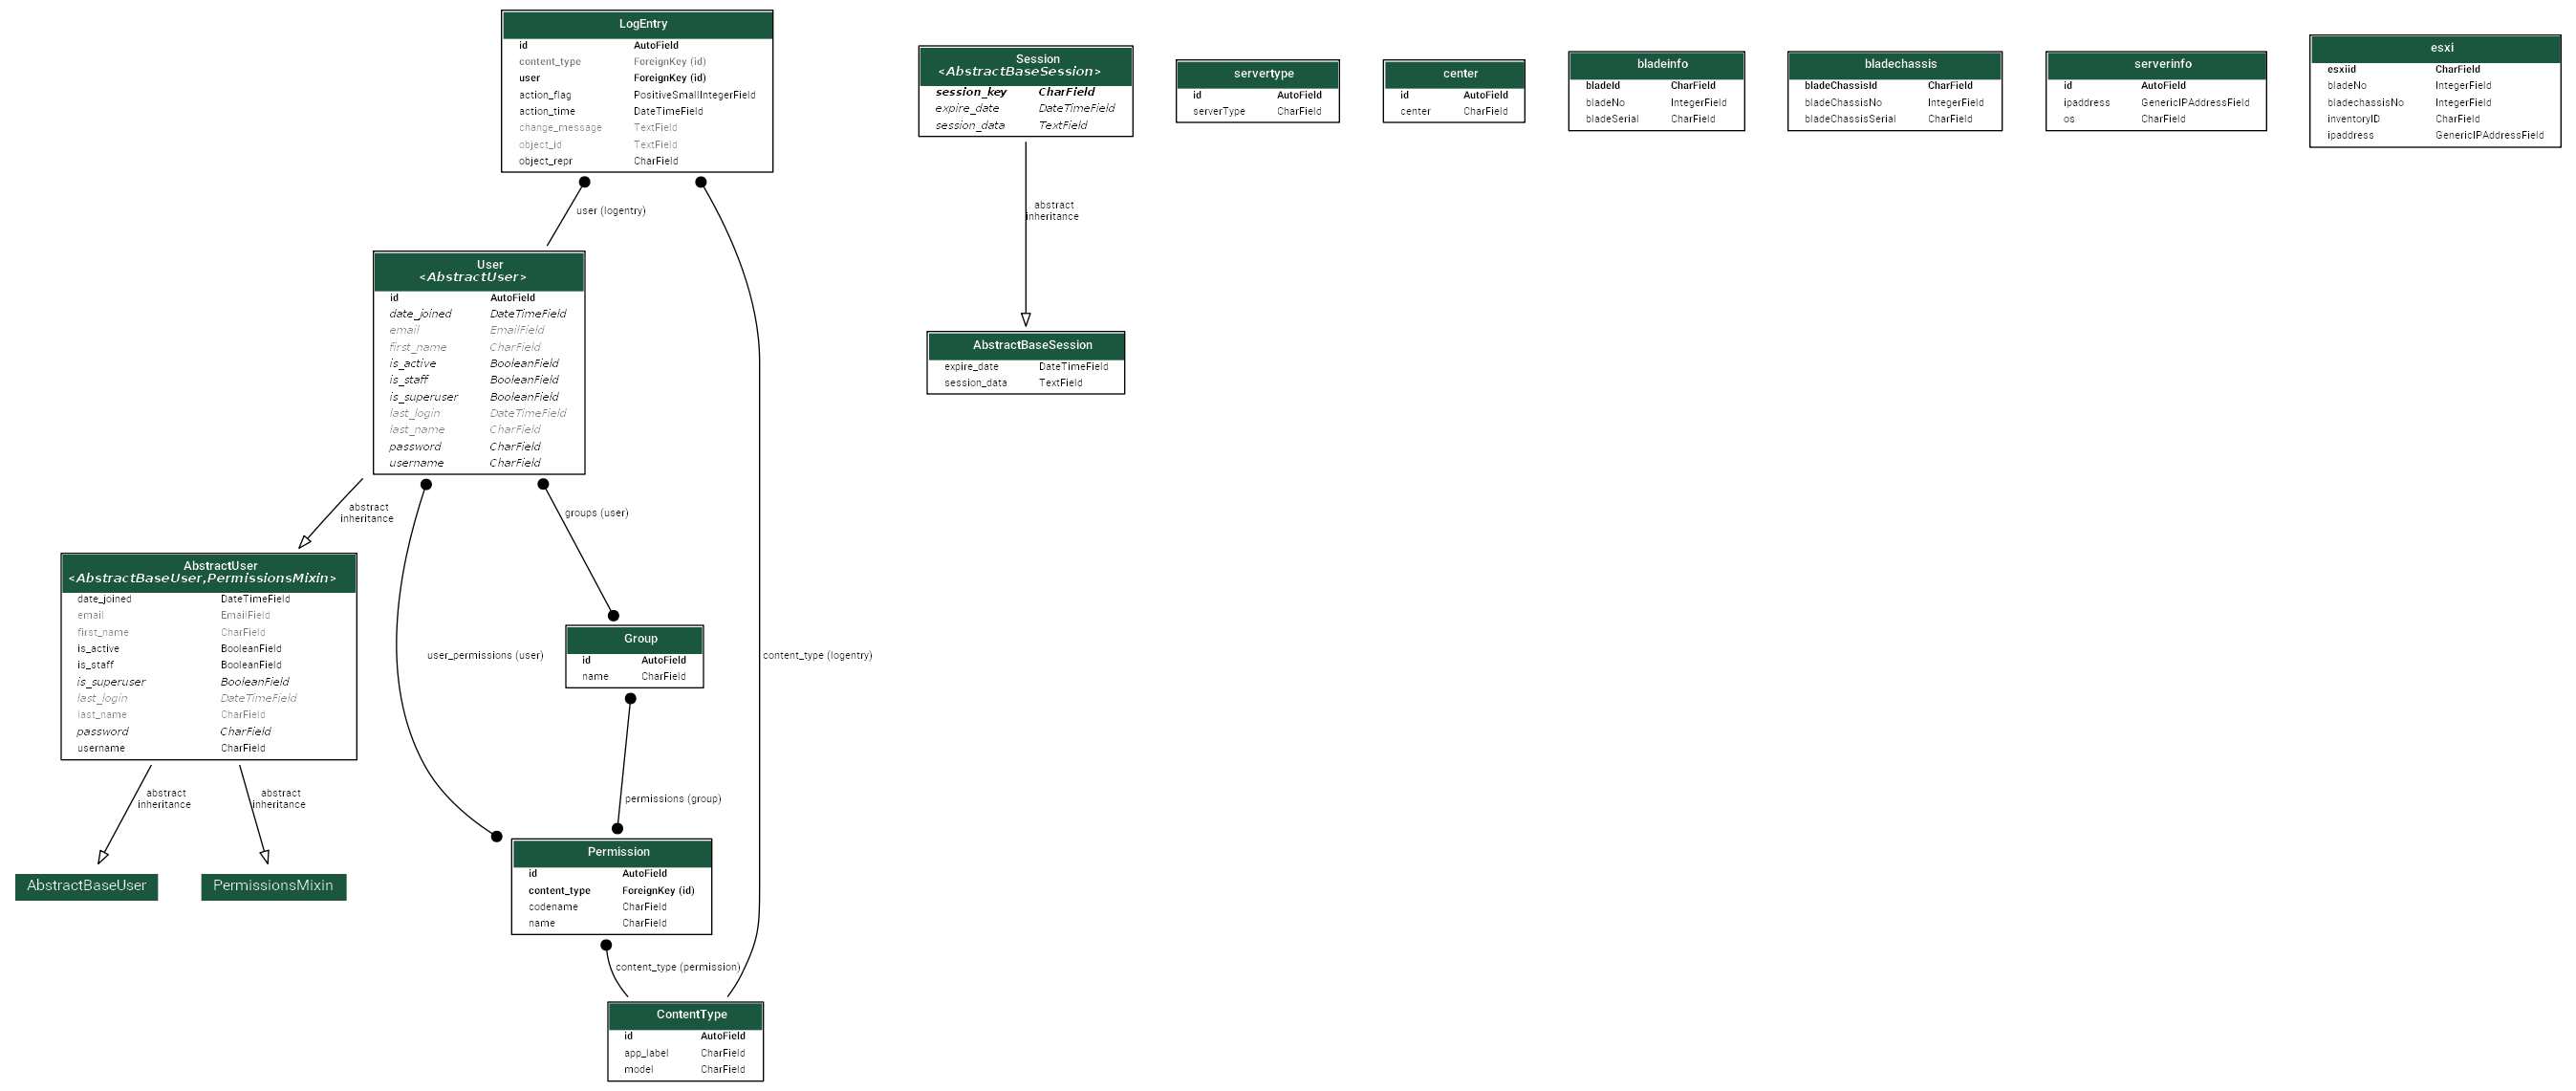 LogEntry
id AutoField
content_type ForeignKey (id)
user ForeignKey (id)
action_flag PositiveSmallIntegerField
action_time DateTimeField
change_message TextField
object_id TextField
object_repr CharField
user (logentry)
User
<AbstractUser>
id AutoField
date_joined DateTimeField
email EmailField
first_name CharField
is_active BooleanField
is_staff BooleanField
is_superuser BooleanField
last_login DateTimeField
last_name CharField
password CharField
username CharField
abstract
inheritance
groups (user)
AbstractUser
<AbstractBaseUser,PermissionsMixin>
date_joined DateTimeField
email EmailField
first_name CharField
is_active BooleanField
is_staff BooleanField
is_superuser BooleanField
last_login DateTimeField
last_name CharField
password CharField
username CharField
user_permissions (user)
content_type (logentry)
Group
id AutoField
name CharField
abstract
inheritance
abstract
inheritance
permissions (group)
AbstractBaseUser
PermissionsMixin
Permission
id AutoField
content_type ForeignKey (id)
codename CharField
name CharField
content_type (permission)
ContentType
id AutoField
app_label CharField
model CharField
Session
<AbstractBaseSession>
session_key CharField
expire_date DateTimeField
session_data TextField
abstract
inheritance
AbstractBaseSession
expire_date DateTimeField
session_data TextField
servertype
id AutoField
serverType CharField
center
id AutoField
center CharField
bladeinfo
bladeId CharField
bladeNo IntegerField
bladeSerial CharField
bladechassis
bladeChassisId CharField
bladeChassisNo IntegerField
bladeChassisSerial CharField
serverinfo
id AutoField
ipaddress GenericIPAddressField
os CharField
esxi
esxiid CharField
bladeNo IntegerField
bladechassisNo IntegerField
inventoryID CharField
ipaddress GenericIPAddressField